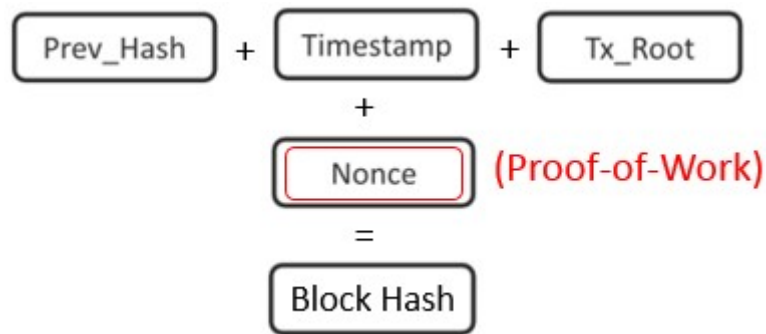 Prev_Hash + Timestamp + Tx_Root
+
Nonce (Proof-of-Work)
=
Block Hash